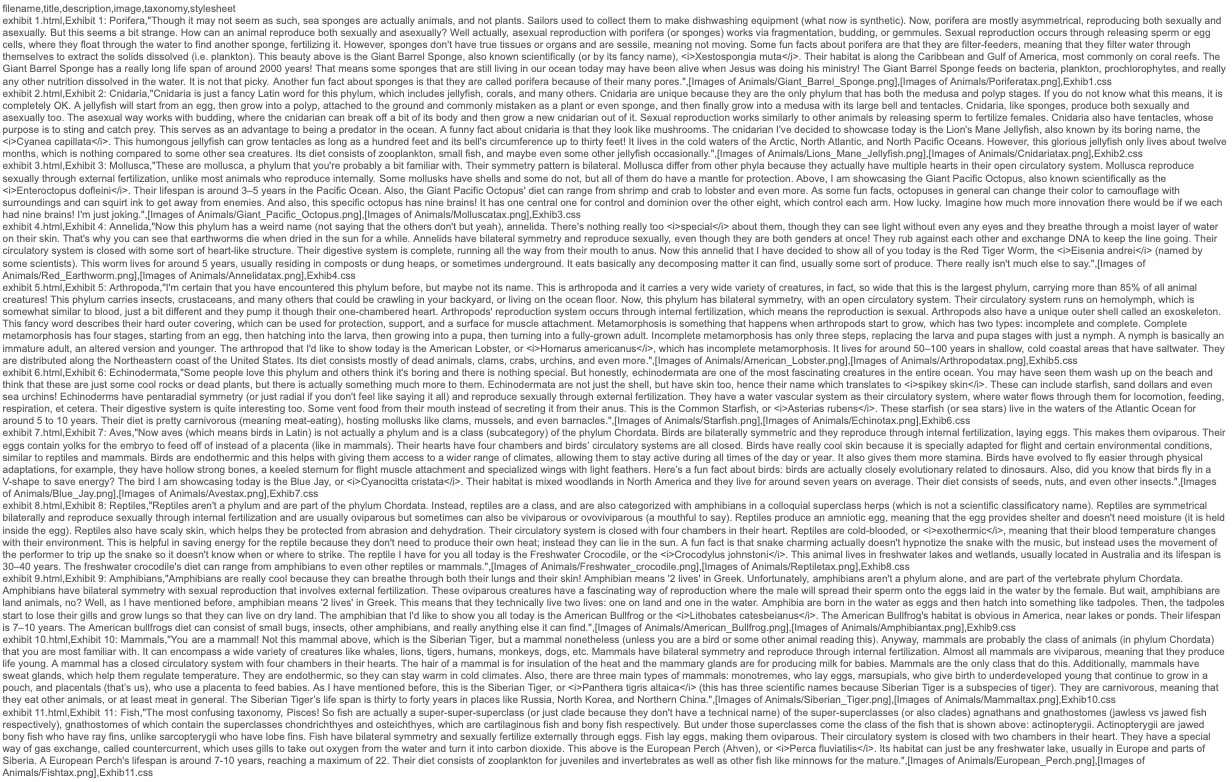 filename,title,description,image,taxonomy,stylesheet
exhibit 1.html,Exhibit 1: Porifera,"Though it may not seem as such, sea sponges are actually animals, and not plants. Sailors used to collect them to make dishwashing equipment (what now is synthetic). Now, porifera are mostly asymmetrical, reproducing both sexually and
asexually. But this seems a bit strange. How can an animal reproduce both sexually and asexually? Well actually, asexual reproduction with porifera (or sponges) works via fragmentation, budding, or gemmules. Sexual reproduction occurs through releasing sperm or egg
cells, where they float through the water to find another sponge, fertilizing it. However, sponges don't have true tissues or organs and are sessile, meaning not moving. Some fun facts about porifera are that they are filter-feeders, meaning that they filter water through
themselves to extract the solids dissolved (i.e. plankton). This beauty above is the Giant Barrel Sponge, also known scientifically (or by its fancy name), <i>Xestospongia muta</i>. Their habitat is along the Caribbean and Gulf of America, most commonly on coral reefs. The
Giant Barrel Sponge has a really long life span of around 2000 years! That means some sponges that are still living in our ocean today may have been alive when Jesus was doing his ministry! The Giant Barrel Sponge feeds on bacteria, plankton, prochlorophytes, and really
any other nutrition dissolved in the water. It is not that picky. Another fun fact about sponges is that they are called porifera because of their many pores.",[Images of Animals/Giant_Barrel_Sponge.png],[Images of Animals/Poriferatax.png],Exhib1.css
exhibit 2.html,Exhibit 2: Cnidaria,"Cnidaria is just a fancy Latin word for this phylum, which includes jellyfish, corals, and many others. Cnidaria are unique because they are the only phylum that has both the medusa and polyp stages. If you do not know what this means, it is
completely OK. A jellyfish will start from an egg, then grow into a polyp, attached to the ground and commonly mistaken as a plant or even sponge, and then finally grow into a medusa with its large bell and tentacles. Cnidaria, like sponges, produce both sexually and
asexually too. The asexual way works with budding, where the cnidarian can break off a bit of its body and then grow a new cnidarian out of it. Sexual reproduction works similarly to other animals by releasing sperm to fertilize females. Cnidaria also have tentacles, whose
purpose is to sting and catch prey. This serves as an advantage to being a predator in the ocean. A funny fact about cnidaria is that they look like mushrooms. The cnidarian I've decided to showcase today is the Lion's Mane Jellyfish, also known by its boring name, the
<i>Cyanea capillata</i>. This humongous jellyfish can grow tentacles as long as a hundred feet and its bell's circumference up to thirty feet! It lives in the cold waters of the Arctic, North Atlantic, and North Pacific Oceans. However, this glorious jellyfish only lives about twelve
months, which is nothing compared to some other sea creatures. Its diet consists of zooplankton, small fish, and maybe even some other jellyfish occasionally.",[Images of Animals/Lions_Mane_Jellyfish.png],[Images of Animals/Cnidariatax.png],Exhib2.css
exhibit 3.html,Exhibit 3: Mollusca,"These are mollusca, a phylum that you're probably a bit familiar with. Their symmetry pattern is bilateral. Mollusca differ from other phyla because they actually have multiple hearts in their open circulatory system. Mollusca reproduce
sexually through external fertilization, unlike most animals who reproduce internally. Some mollusks have shells and some do not, but all of them do have a mantle for protection. Above, I am showcasing the Giant Pacific Octopus, also known scientifically as the
<i>Enteroctopus dofleini</i>. Their lifespan is around 3–5 years in the Pacific Ocean. Also, the Giant Pacific Octopus' diet can range from shrimp and crab to lobster and even more. As some fun facts, octopuses in general can change their color to camouflage with
surroundings and can squirt ink to get away from enemies. And also, this specific octopus has nine brains! It has one central one for control and dominion over the other eight, which control each arm. How lucky. Imagine how much more innovation there would be if we each
had nine brains! I'm just joking.",[Images of Animals/Giant_Pacific_Octopus.png],[Images of Animals/Molluscatax.png],Exhib3.css
exhibit 4.html,Exhibit 4: Annelida,"Now this phylum has a weird name (not saying that the others don't but yeah), annelida. There's nothing really too <i>special</i> about them, though they can see light without even any eyes and they breathe through a moist layer of water
on their skin. That's why you can see that earthworms die when dried in the sun for a while. Annelids have bilateral symmetry and reproduce sexually, even though they are both genders at once! They rub against each other and exchange DNA to keep the line going. Their
circulatory system is closed with some sort of heart-like structure. Their digestive system is complete, running all the way from their mouth to anus. Now this annelid that I have decided to show all of you today is the Red Tiger Worm, the <i>Eisenia andrei</i> (named by
some scientists). This worm lives for around 5 years, usually residing in composts or dung heaps, or sometimes underground. It eats basically any decomposing matter it can find, usually some sort of produce. There really isn't much else to say.",[Images of
Animals/Red_Earthworm.png],[Images of Animals/Annelidatax.png],Exhib4.css
exhibit 5.html,Exhibit 5: Arthropoda,"I'm certain that you have encountered this phylum before, but maybe not its name. This is arthropoda and it carries a very wide variety of creatures, in fact, so wide that this is the largest phylum, carrying more than 85% of all animal
creatures! This phylum carries insects, crustaceans, and many others that could be crawling in your backyard, or living on the ocean floor. Now, this phylum has bilateral symmetry, with an open circulatory system. Their circulatory system runs on hemolymph, which is
somewhat similar to blood, just a bit different and they pump it though their one-chambered heart. Arthropods' reproduction system occurs through internal fertilization, which means the reproduction is sexual. Arthropods also have a unique outer shell called an exoskeleton.
This fancy word describes their hard outer covering, which can be used for protection, support, and a surface for muscle attachment. Metamorphosis is something that happens when arthropods start to grow, which has two types: incomplete and complete. Complete
metamorphosis has four stages, starting from an egg, then hatching into the larva, then growing into a pupa, then turning into a fully-grown adult. Incomplete metamorphosis has only three steps, replacing the larva and pupa stages with just a nymph. A nymph is basically an
immature adult, an altered version and younger. The arthropod that I'd like to show today is the American Lobster, or <i>Homarus americanus</i>, which has incomplete metamorphosis. It lives for around 50–100 years in shallow, cold coastal areas that have saltwater. They
are distributed along the Northeastern coast of the United States. Its diet consists mostly of dead animals, clams, crabs, urchins, and even more.",[Images of Animals/American_Lobster.png],[Images of Animals/Arthropodatax.png],Exhib5.css
exhibit 6.html,Exhibit 6: Echinodermata,"Some people love this phylum and others think it's boring and there is nothing special. But honestly, echinodermata are one of the most fascinating creatures in the entire ocean. You may have seen them wash up on the beach and
think that these are just some cool rocks or dead plants, but there is actually something much more to them. Echinodermata are not just the shell, but have skin too, hence their name which translates to <i>spikey skin</i>. These can include starfish, sand dollars and even
sea urchins! Echinoderms have pentaradial symmetry (or just radial if you don't feel like saying it all) and reproduce sexually through external fertilization. They have a water vascular system as their circulatory system, where water flows through them for locomotion, feeding,
respiration, et cetera. Their digestive system is quite interesting too. Some vent food from their mouth instead of secreting it from their anus. This is the Common Starfish, or <i>Asterias rubens</i>. These starfish (or sea stars) live in the waters of the Atlantic Ocean for
around 5 to 10 years. Their diet is pretty carnivorous (meaning meat-eating), hosting mollusks like clams, mussels, and even barnacles.",[Images of Animals/Starfish.png],[Images of Animals/Echinotax.png],Exhib6.css
exhibit 7.html,Exhibit 7: Aves,"Now aves (which means birds in Latin) is not actually a phylum and is a class (subcategory) of the phylum Chordata. Birds are bilaterally symmetric and they reproduce through internal fertilization, laying eggs. This makes them oviparous. Their
eggs contain yolks for the embryo to feed off of instead of a placenta (like in mammals). Their hearts have four chambers and birds' circulatory systems are all closed. Birds have really cool skin because it is specially adapted for flight and certain environmental conditions,
similar to reptiles and mammals. Birds are endothermic and this helps with giving them access to a wider range of climates, allowing them to stay active during all times of the day or year. It also gives them more stamina. Birds have evolved to fly easier through physical
adaptations, for example, they have hollow strong bones, a keeled sternum for flight muscle attachment and specialized wings with light feathers. Here's a fun fact about birds: birds are actually closely evolutionary related to dinosaurs. Also, did you know that birds fly in a
V-shape to save energy? The bird I am showcasing today is the Blue Jay, or <i>Cyanocitta cristata</i>. Their habitat is mixed woodlands in North America and they live for around seven years on average. Their diet consists of seeds, nuts, and even other insects.",[Images
of Animals/Blue_Jay.png],[Images of Animals/Avestax.png],Exhib7.css
exhibit 8.html,Exhibit 8: Reptiles,"Reptiles aren't a phylum and are part of the phylum Chordata. Instead, reptiles are a class, and are also categorized with amphibians in a colloquial superclass herps (which is not a scientific classificatory name). Reptiles are symmetrical
bilaterally and reproduce sexually through internal fertilization and are usually oviparous but sometimes can also be viviparous or ovoviviparous (a mouthful to say). Reptiles produce an amniotic egg, meaning that the egg provides shelter and doesn't need moisture (it is held
inside the egg). Reptiles also have scaly skin, which helps they be protected from abrasion and dehydration. Their circulatory system is closed with four chambers in their heart. Reptiles are cold-blooded, or <i>exothermic</i>, meaning that their blood temperature changes
with their environment. This is helpful in saving energy for the reptile because they don't need to produce their own heat; instead they can lie in the sun. A fun fact is that snake charming actually doesn't hypnotize the snake with the music, but instead uses the movement of
the performer to trip up the snake so it doesn't know when or where to strike. The reptile I have for you all today is the Freshwater Crocodile, or the <i>Crocodylus johnstoni</i>. This animal lives in freshwater lakes and wetlands, usually located in Australia and its lifespan is
30–40 years. The freshwater crocodile's diet can range from amphibians to even other reptiles or mammals.",[Images of Animals/Freshwater_crocodile.png],[Images of Animals/Reptiletax.png],Exhib8.css
exhibit 9.html,Exhibit 9: Amphibians,"Amphibians are really cool because they can breathe through both their lungs and their skin! Amphibian means '2 lives' in Greek. Unfortunately, amphibians aren't a phylum alone, and are part of the vertebrate phylum Chordata.
Amphibians have bilateral symmetry with sexual reproduction that involves external fertilization. These oviparous creatures have a fascinating way of reproduction where the male will spread their sperm onto the eggs laid in the water by the female. But wait, amphibians are
land animals, no? Well, as I have mentioned before, amphibian means '2 lives' in Greek. This means that they technically live two lives: one on land and one in the water. Amphibia are born in the water as eggs and then hatch into something like tadpoles. Then, the tadpoles
start to lose their gills and grow lungs so that they can live on dry land. The amphibian that I'd like to show you all today is the American Bullfrog or the <i>Lithobates catesbeianus</i>. The American Bullfrog's habitat is obvious in America, near lakes or ponds. Their lifespan
is 7–10 years. The American bullfrogs diet can consist of small bugs, insects, other amphibians, and really anything else it can find.",[Images of Animals/American_Bullfrog.png],[Images of Animals/Amphibiantax.png],Exhib9.css
exhibit 10.html,Exhibit 10: Mammals,"You are a mammal! Not this mammal above, which is the Siberian Tiger, but a mammal nonetheless (unless you are a bird or some other animal reading this). Anyway, mammals are probably the class of animals (in phylum Chordata)
that you are most familiar with. It can encompass a wide variety of creatures like whales, lions, tigers, humans, monkeys, dogs, etc. Mammals have bilateral symmetry and reproduce through internal fertilization. Almost all mammals are viviparous, meaning that they produce
life young. A mammal has a closed circulatory system with four chambers in their hearts. The hair of a mammal is for insulation of the heat and the mammary glands are for producing milk for babies. Mammals are the only class that do this. Additionally, mammals have
sweat glands, which help them regulate temperature. They are endothermic, so they can stay warm in cold climates. Also, there are three main types of mammals: monotremes, who lay eggs, marsupials, who give birth to underdeveloped young that continue to grow in a
pouch, and placentals (that's us), who use a placenta to feed babies. As I have mentioned before, this is the Siberian Tiger, or <i>Panthera tigris altaica</i> (this has three scientific names because Siberian Tigers is a subspecies of tiger). They are carnivorous, meaning that
they eat other animals, or at least meat in general. The Siberian Tiger's life span is thirty to forty years in places like Russia, North Korea, and Northern China.",[Images of Animals/Siberian_Tiger.png],[Images of Animals/Mammaltax.png],Exhib10.css
exhibit 11.html,Exhibit 11: Fish,"The most confusing taxonomy, Pisces! So fish are actually a super-super-superclass (or just clade because they don't have a technical name) of the super-superclasses (or also clades) agnathans and gnathostomes (jawless vs jawed fish
respectively), gnathostomes of which contain the superclasses chondrichthyes and osteichthyes, which are cartilaginous fish and bony fish respectively. But under those superclasses come the class of the fish that is shown above: actinopterygii. Actinopterygii are jawed
bony fish who have ray fins, unlike sarcopterygii who have lobe fins. Fish have bilateral symmetry and sexually fertilize externally through eggs. Fish lay eggs, making them oviparous. Their circulatory system is closed with two chambers in their heart. They have a special
way of gas exchange, called countercurrent, which uses gills to take out oxygen from the water and turn it into carbon dioxide. This above is the European Perch (Ahven), or <i>Perca fluviatilis</i>. Its habitat can just be any freshwater lake, usually in Europe and parts of
Siberia. A European Perch's lifespan is around 7-10 years, reaching a maximum of 22. Their diet consists of zooplankton for juveniles and invertebrates as well as other fish like minnows for the mature.",[Images of Animals/European_Perch.png],[Images of
Animals/Fishtax.png],Exhib11.css